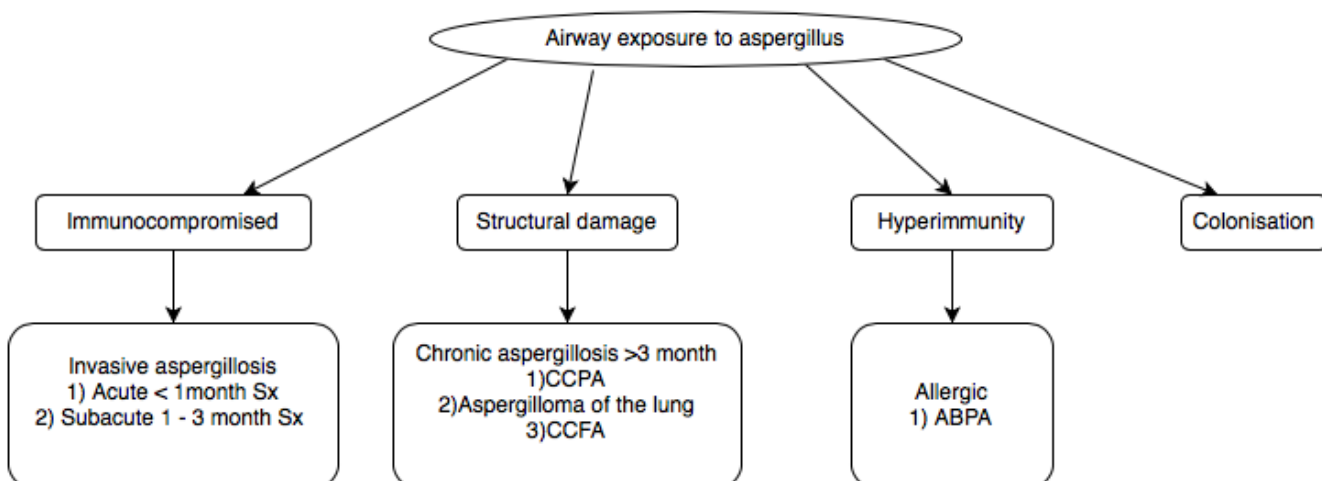 Airway exposure to aspergillus
Immunocompromised
Structural damage
Hyperimmunity
Colonisation
Invasive aspergillosis
1) Acute < 1month Sx
2) Subacute 1 - 3 month Sx
Chronic aspergillosis >3 month
1)CCPA
2)Aspergilloma of the lung
3)CCFA
Allergic
1) ABPA